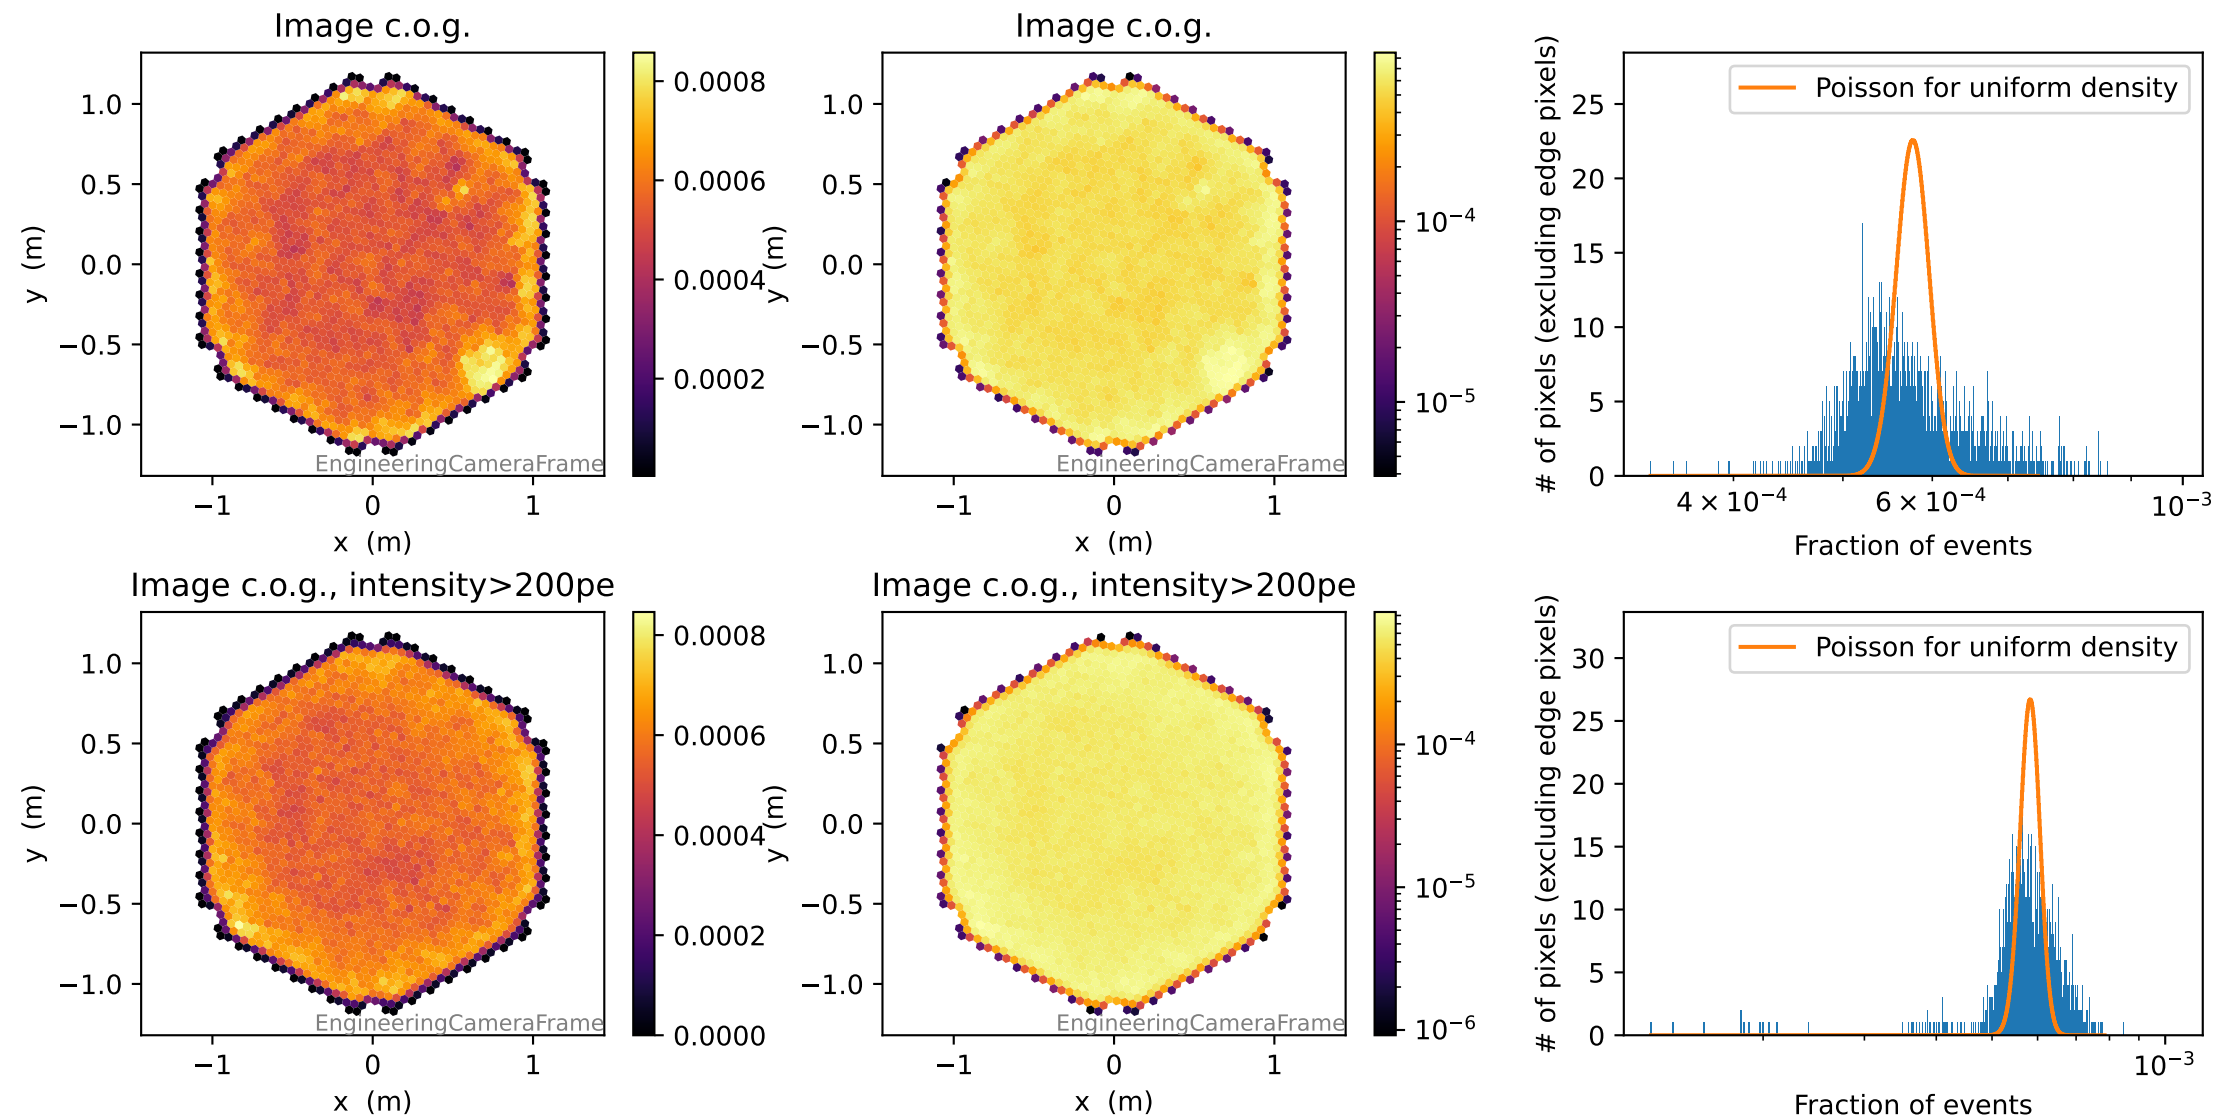 Image c.o.g.
y (m)
1.0
0.5
0.0
−0.5
−1.0
−1
0
1
x (m)
EngineeringCameraFrame
0.0008
0.0006
0.0004
0.0002
Image c.o.g.
y (m)
1.0
0.5
0.0
−0.5
−1.0
−1
0
1
x (m)
EngineeringCameraFrame
10⁻⁴
10⁻⁵
# of pixels (excluding edge pixels)
Poisson for uniform density
25
20
15
10
5
0
4 × 10⁻⁴
6 × 10⁻⁴
10⁻³
Fraction of events
Image c.o.g., intensity>200pe
y (m)
1.0
0.5
0.0
−0.5
−1.0
−1
0
1
x (m)
EngineeringCameraFrame
0.0008
0.0006
0.0004
0.0002
0.0000
Image c.o.g., intensity>200pe
y (m)
1.0
0.5
0.0
−0.5
−1.0
−1
0
1
x (m)
EngineeringCameraFrame
10⁻⁴
10⁻⁵
10⁻⁶
# of pixels (excluding edge pixels)
Poisson for uniform density
30
25
20
15
10
5
0
10⁻³
Fraction of events